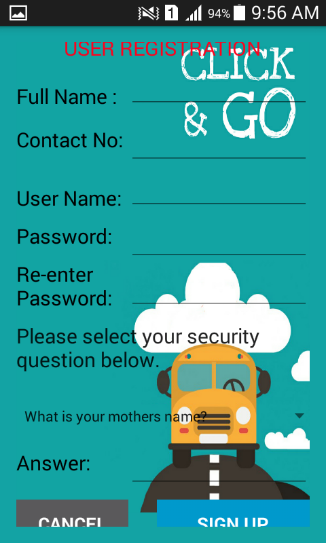 1 94% 9:56 AM
USER REGISTRATION
CLICK
& GO
Full Name :
Contact No:
User Name:
Password:
Re-enter
Password:
Please select your security
question below.
What is your mothers name?
Answer:
CANCEL SIGN UP